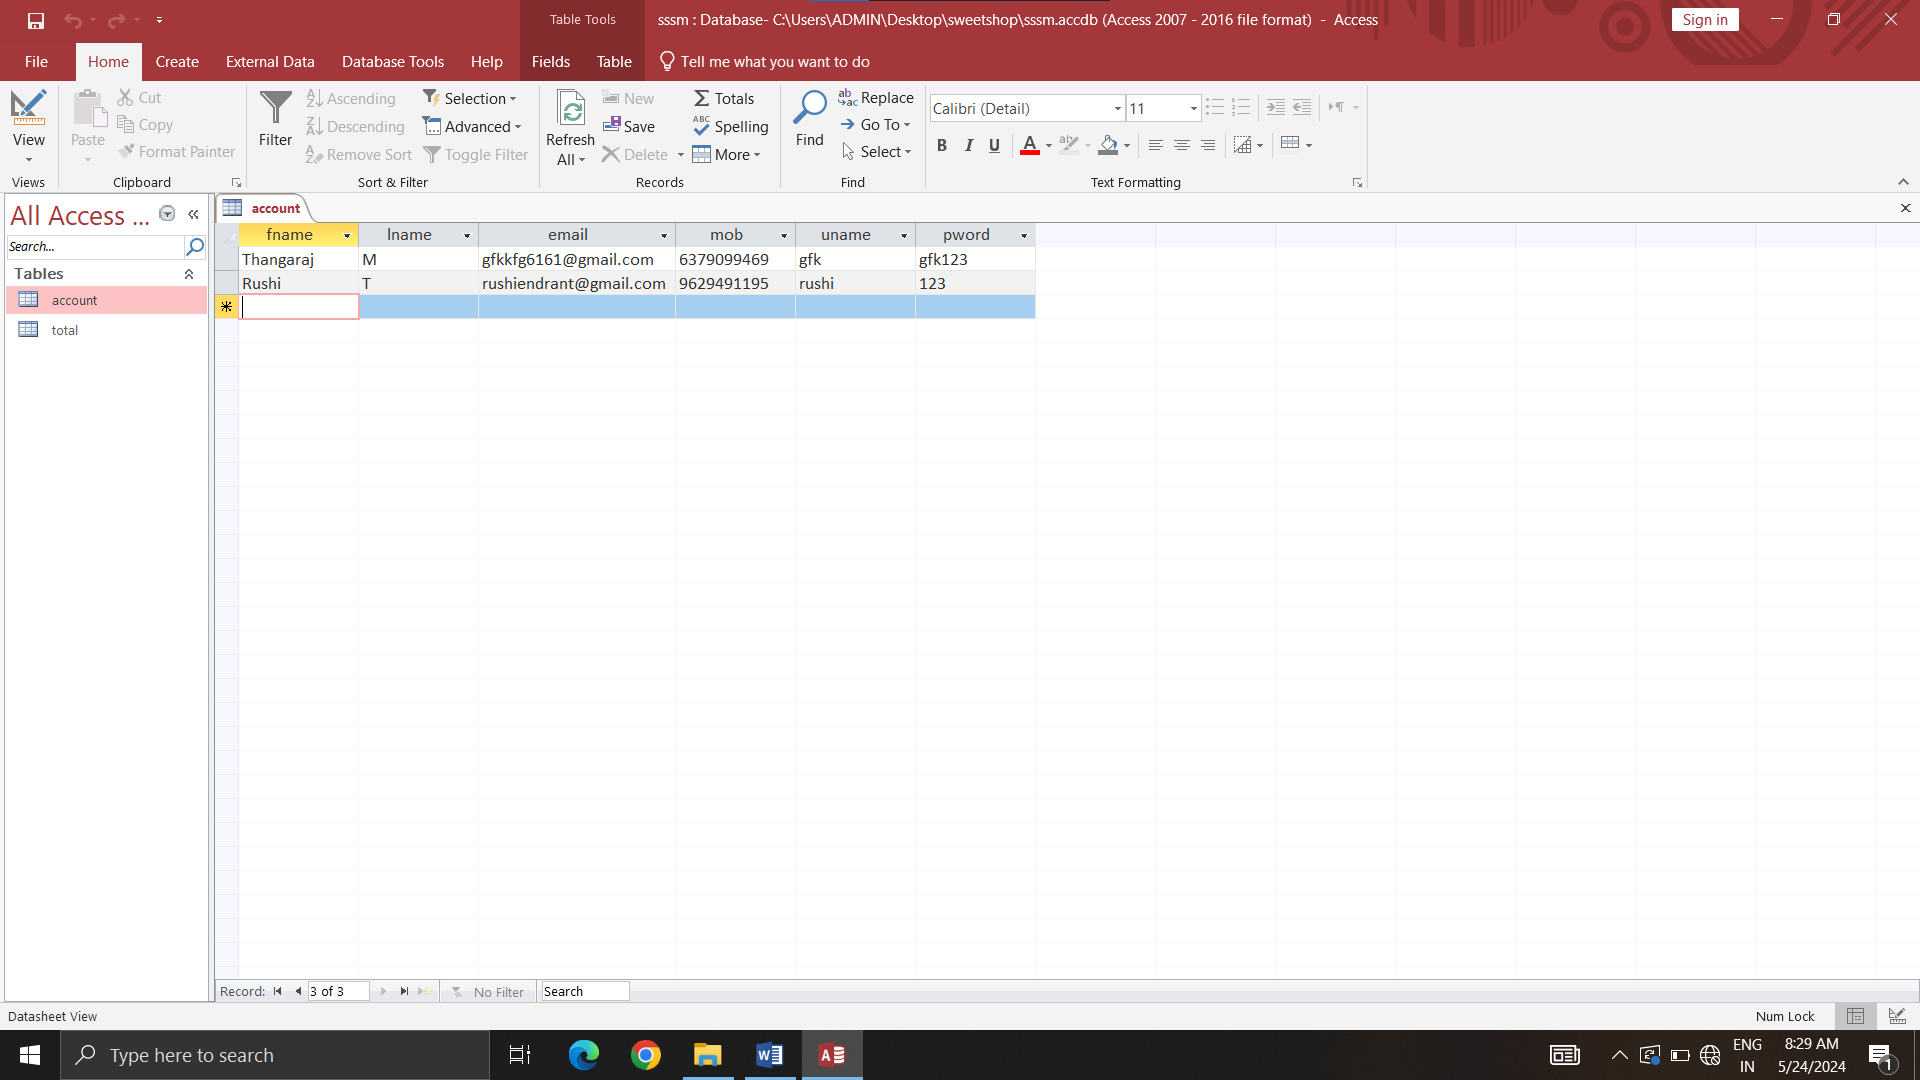 Table Tools
sssm : Database- C:\Users\ADMIN\Desktop\sweetshop\sssm.accdb (Access 2007 - 2016 file format) - Access
Sign in
File Home Create External Data Database Tools Help Fields Table Tell me what you want to do
View
Views
Paste
Cut
Copy
Format Painter
Clipboard
Filter
Ascending
Descending
Remove Sort
Selection
Advanced
Toggle Filter
Sort & Filter
Refresh
All
New
Save
Delete
Totals
Spelling
More
Records
Find
Replace
Go To
Select
Find
Calibri (Detail) 11
B I U A
Text Formatting
All Access ...
Search...
Tables
account
total
account
fname lname email mob uname pword
Thangaraj M gfkkfg6161@gmail.com 6379099469 gfk gfk123
Rushi T rushiendrant@gmail.com 9629491195 rushi 123
Record: 3 of 3 No Filter Search
Datasheet View Num Lock
Type here to search
ENG
IN
8:29 AM
5/24/2024
1